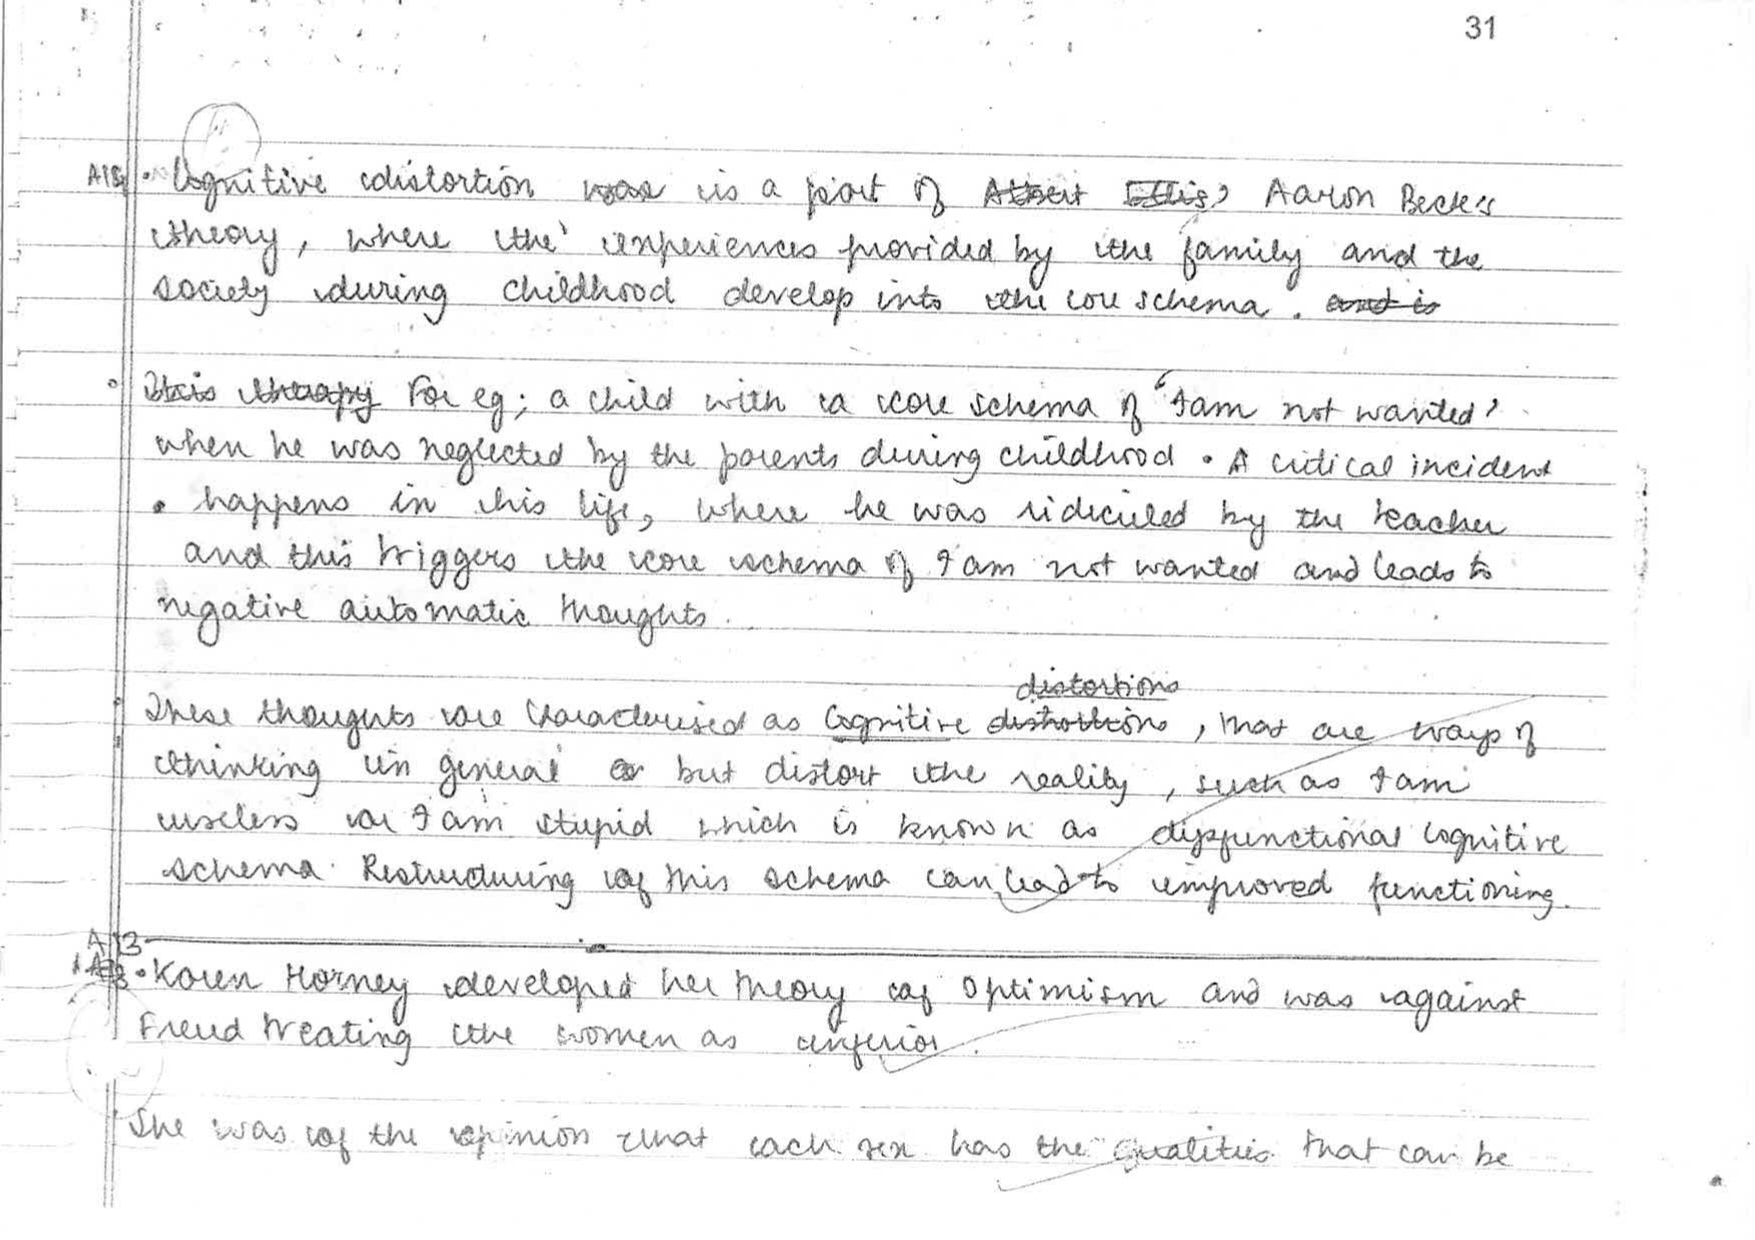 31
• Cognitive distortion was is a part of Albert Ellis, Aaron Beck's
theory, where the experiences provided by the family and the
society during childhood develop into the core schema. and is
• This therapy For eg; a child with a core schema of 'I am not wanted'
when he was neglected by the parents during childhood. A critical incident
• happens in his life, where he was ridiculed by the teacher
and this triggers the core schema of I am not wanted and leads to
negative automatic thoughts.
distortions
These thoughts are characterised as Cognitive distortions, that are ways of
thinking in general or but distort the reality, such as I am
useless or I am stupid which is known as dysfunctional cognitive
schema. Restructuring of this schema can lead to improved functioning.
A13
• Karen Horney developed her theory of Optimism and was against
Freud treating the women as inferior.
She was of the opinion that each sex has the qualities that can be